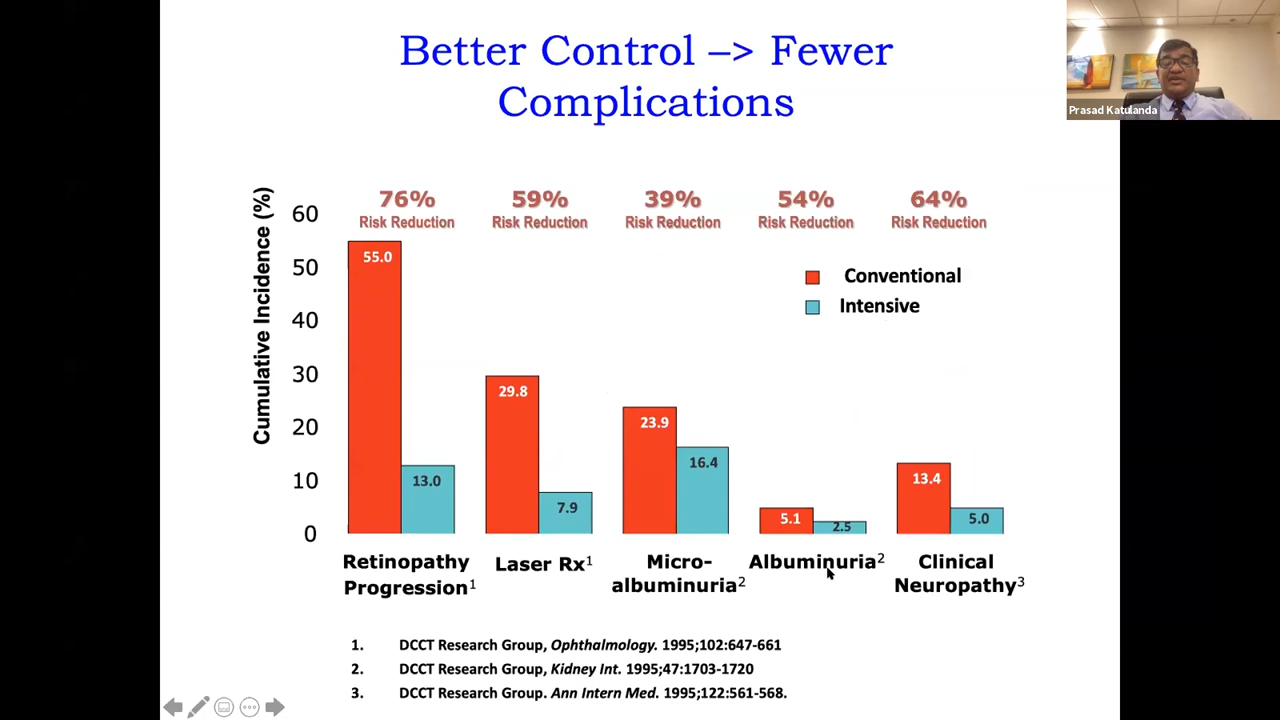 Better Control –> Fewer
Complications
Prasad Katulanda
76% 59% 39% 54% 64%
Risk Reduction Risk Reduction Risk Reduction Risk Reduction Risk Reduction
Cumulative Incidence (%)
60
50
40
30
20
10
0
Conventional
Intensive
55.0
13.0
29.8
7.9
23.9
16.4
5.1
2.5
13.4
5.0
Retinopathy
Progression¹
Laser Rx¹
Micro-
albuminuria²
Albuminuria²
Clinical
Neuropathy³
1. DCCT Research Group, Ophthalmology. 1995;102:647-661
2. DCCT Research Group, Kidney Int. 1995;47:1703-1720
3. DCCT Research Group. Ann Intern Med. 1995;122:561-568.